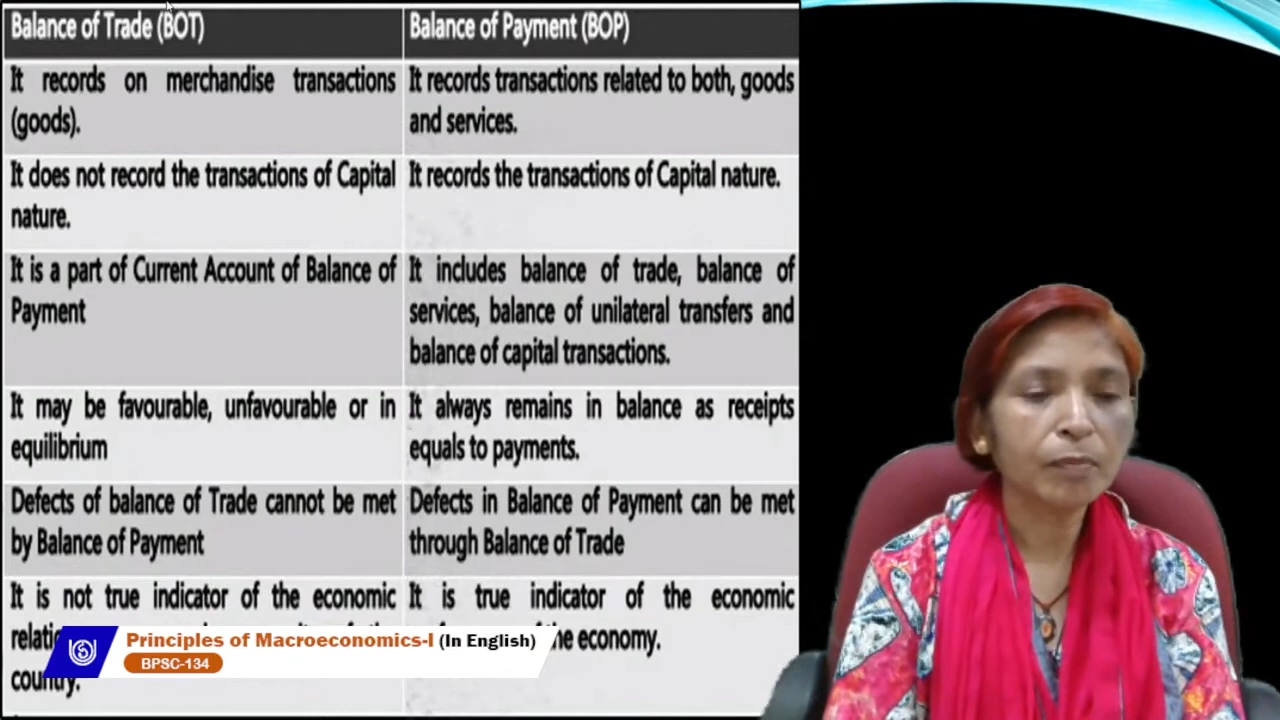 Balance of Trade (BOT)
Balance of Payment (BOP)
It records on merchandise transactions
(goods).
It records transactions related to both, goods
and services.
It does not record the transactions of Capital
nature.
It records the transactions of Capital nature.
It is a part of Current Account of Balance of
Payment
It includes balance of trade, balance of
services, balance of unilateral transfers and
balance of capital transactions.
It may be favourable, unfavourable or in
equilibrium
It always remains in balance as receipts
equals to payments.
Defects of balance of Trade cannot be met
by Balance of Payment
Defects in Balance of Payment can be met
through Balance of Trade
It is not true indicator of the economic
country.
It is true indicator of the economic
the economy.
Principles of Macroeconomics-I (In English)
BPSC-134